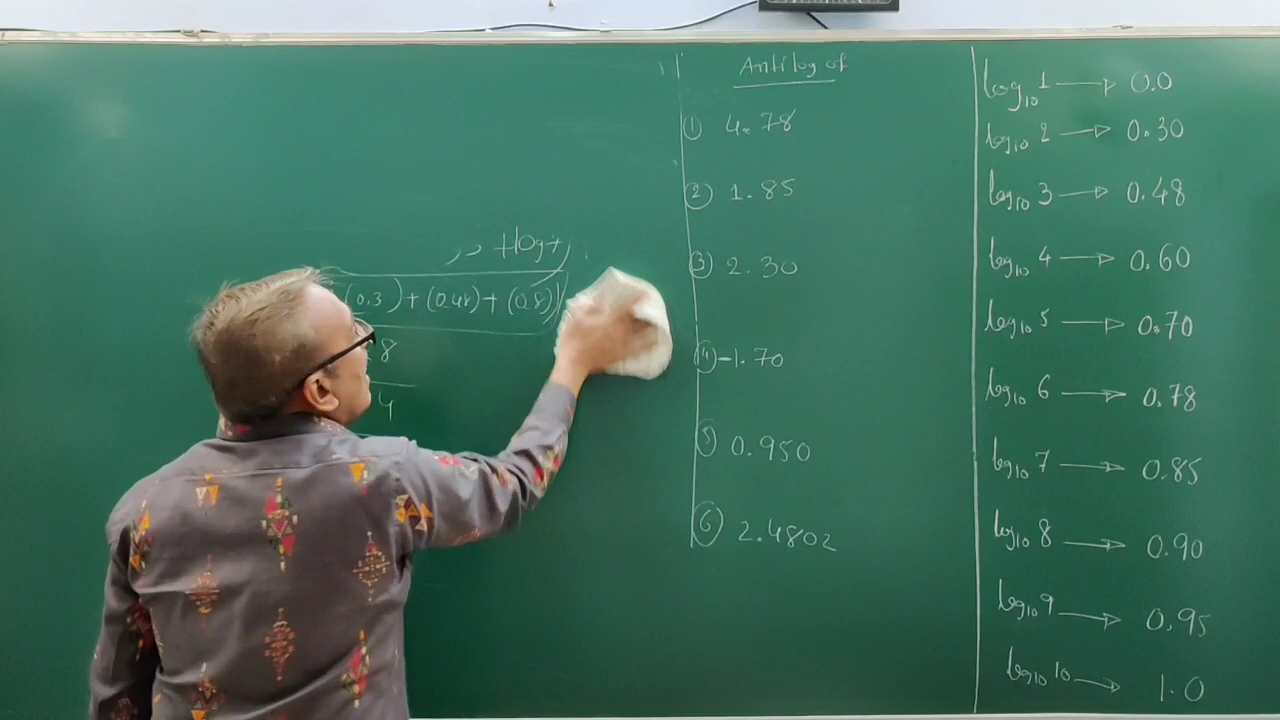 +log
(0.3) + (0.48) + (0.8)
8
4
Antilog of
① 4.78
② 1.85
③ 2.30
④ -1.70
⑤ 0.950
⑥ 2.4802
log₁₀ 1 → 0.0
log₁₀ 2 → 0.30
log₁₀ 3 → 0.48
log₁₀ 4 → 0.60
log₁₀ 5 → 0.70
log₁₀ 6 → 0.78
log₁₀ 7 → 0.85
log₁₀ 8 → 0.90
log₁₀ 9 → 0.95
log₁₀ 10 → 1.0